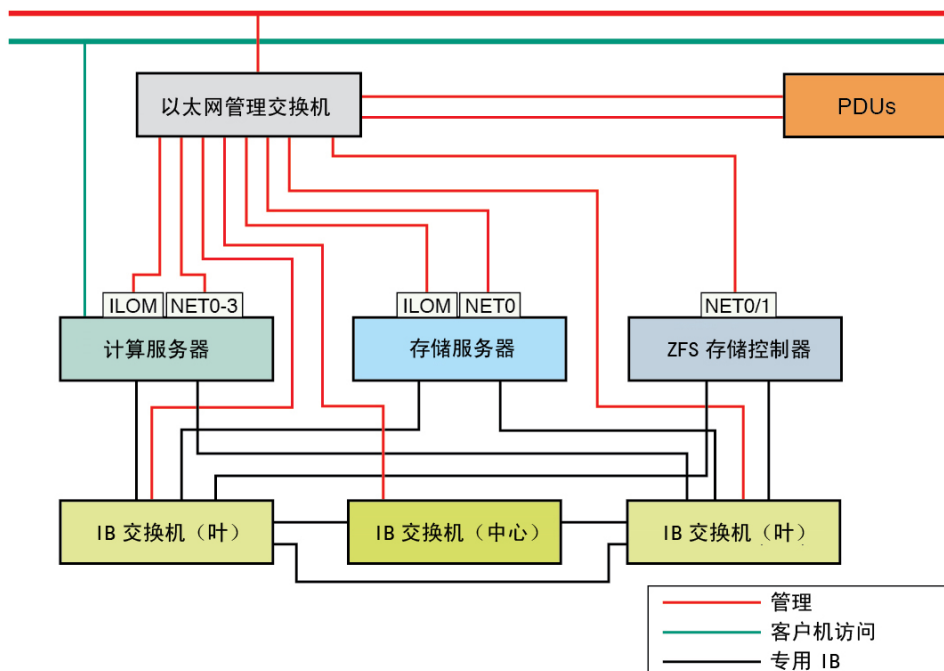 以太网管理交换机
PDUs
ILOM NET0-3
ILOM NET0
NET0/1
计算服务器
存储服务器
ZFS 存储控制器
IB 交换机（叶）
IB 交换机（中心）
IB 交换机（叶）
管理
客户机访问
专用 IB